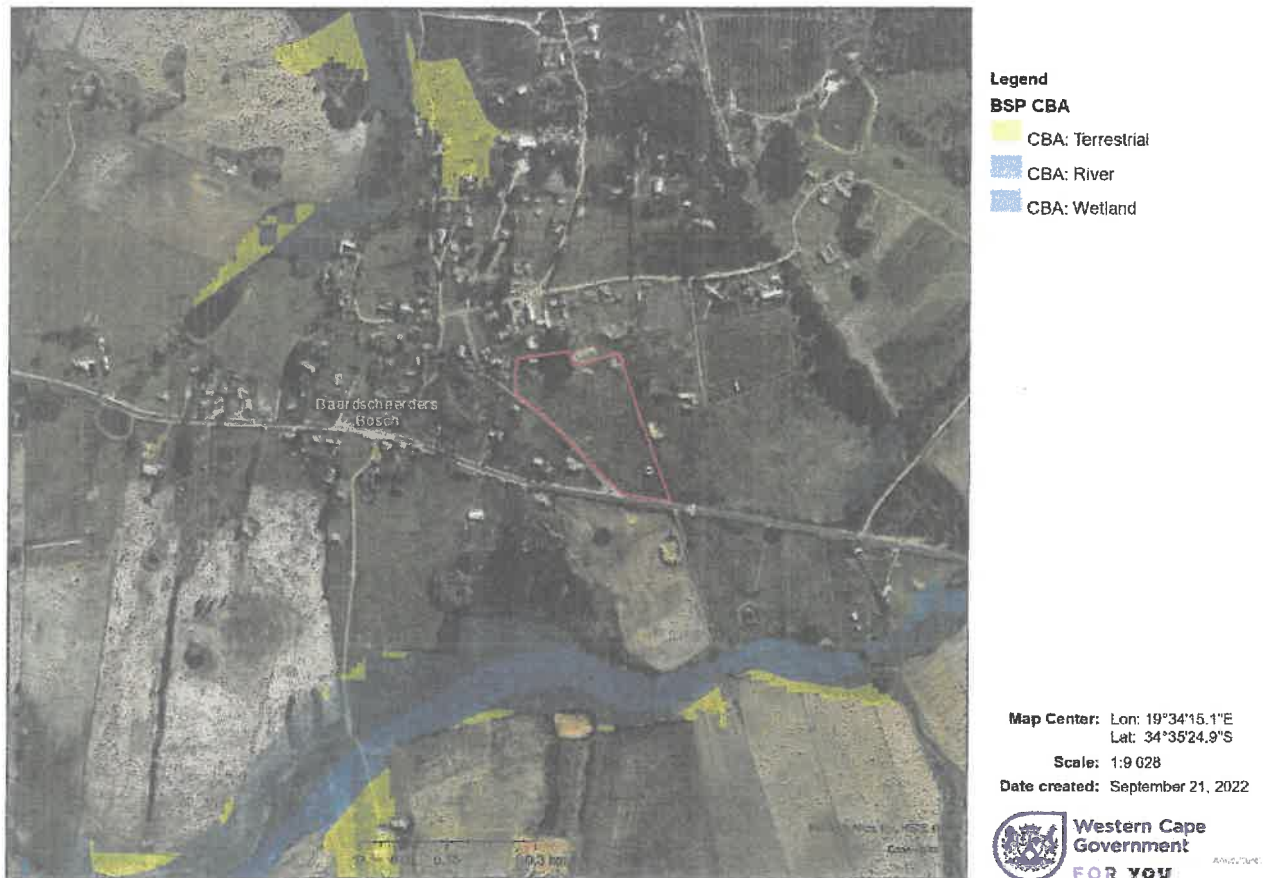 Baardscheerders
Bosch
0.15
0.3 km
Legend
BSP CBA
CBA: Terrestrial
CBA: River
CBA: Wetland
Map Center: Lon: 19°34'15.1"E
Lat: 34°35'24.9"S
Scale: 1:9 028
Date created: September 21, 2022
Western Cape
Government
FOR YOU